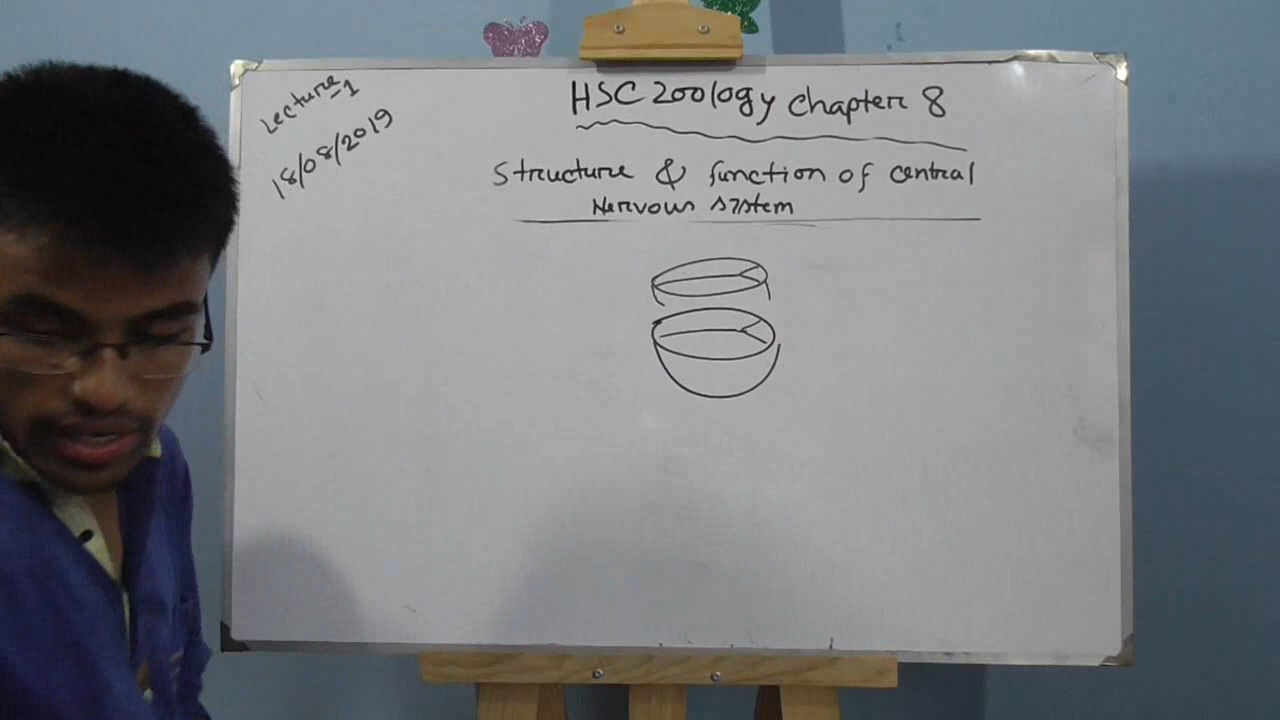 Lecture-1
18/08/2019
HSC Zoology chapter 8
Structure & function of central
Nervous system